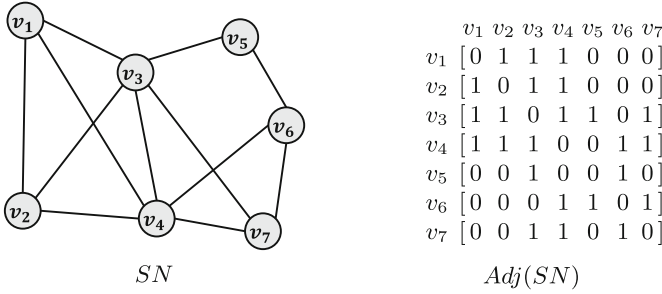 v1
v5
v3
v6
v2
v4
v7
SN
v1 v2 v3 v4 v5 v6 v7
v1 [ 0 1 1 1 0 0 0 ]
v2 [ 1 0 1 1 0 0 0 ]
v3 [ 1 1 0 1 1 0 1 ]
v4 [ 1 1 1 0 0 1 1 ]
v5 [ 0 0 1 0 0 1 0 ]
v6 [ 0 0 0 1 1 0 1 ]
v7 [ 0 0 1 1 0 1 0 ]
Adj(SN)